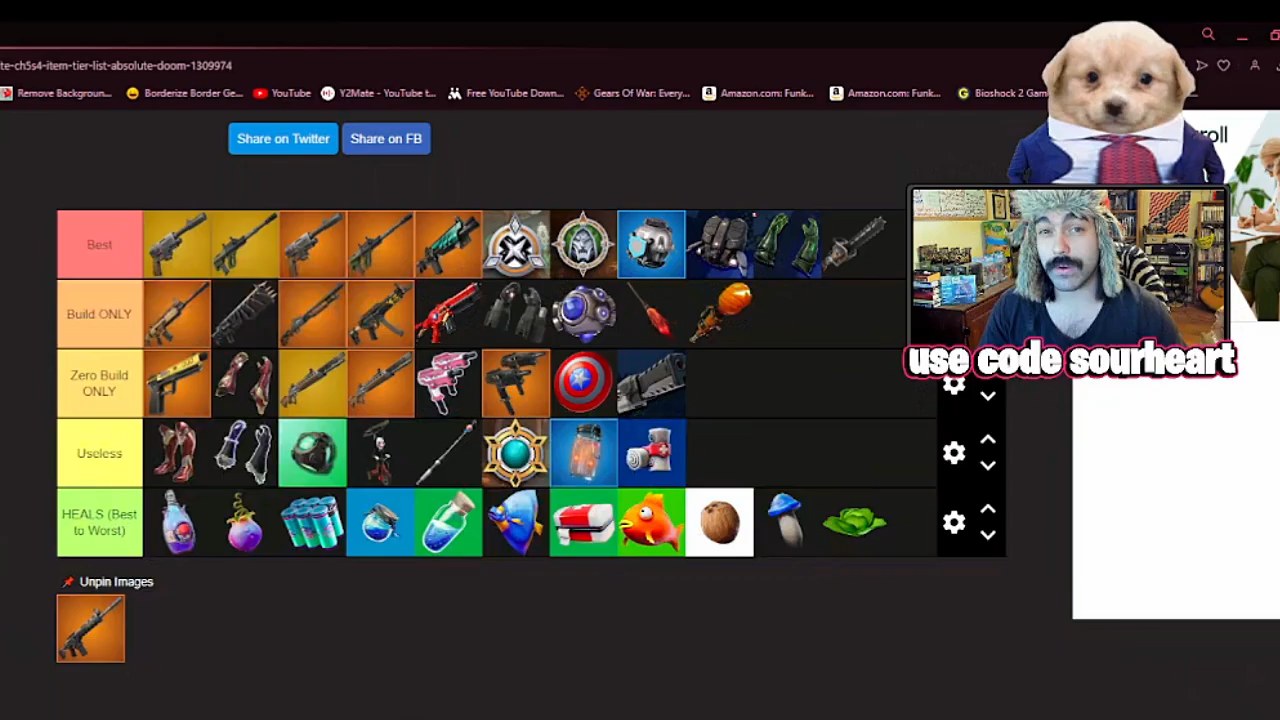 te-ch5s4-item-tier-list-absolute-doom-1309974
Remove Backgroun... Borderize Border Ge... YouTube Y2Mate - YouTube t... Free YouTube Down... Gears Of War: Every... Amazon.com: Funk... Amazon.com: Funk... Bioshock 2 Gam
Share on Twitter Share on FB
roll
Best
Build ONLY
use code sourheart
Zero Build
ONLY
Useless
HEALS (Best
to Worst)
Unpin Images